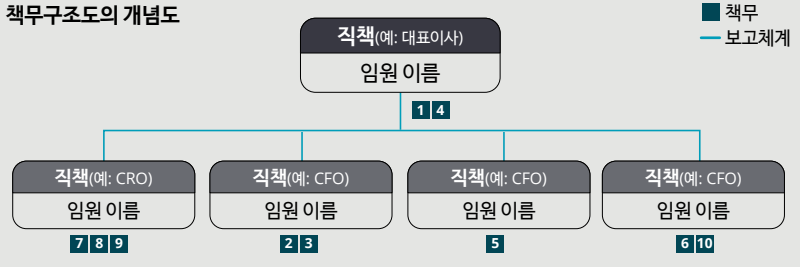 책무구조도의 개념도
책무
보고체계
직책(예: 대표이사)
임원 이름
1 4
직책(예: CRO)
임원 이름
7 8 9
직책(예: CFO)
임원 이름
2 3
직책(예: CFO)
임원 이름
5
직책(예: CFO)
임원 이름
6 10